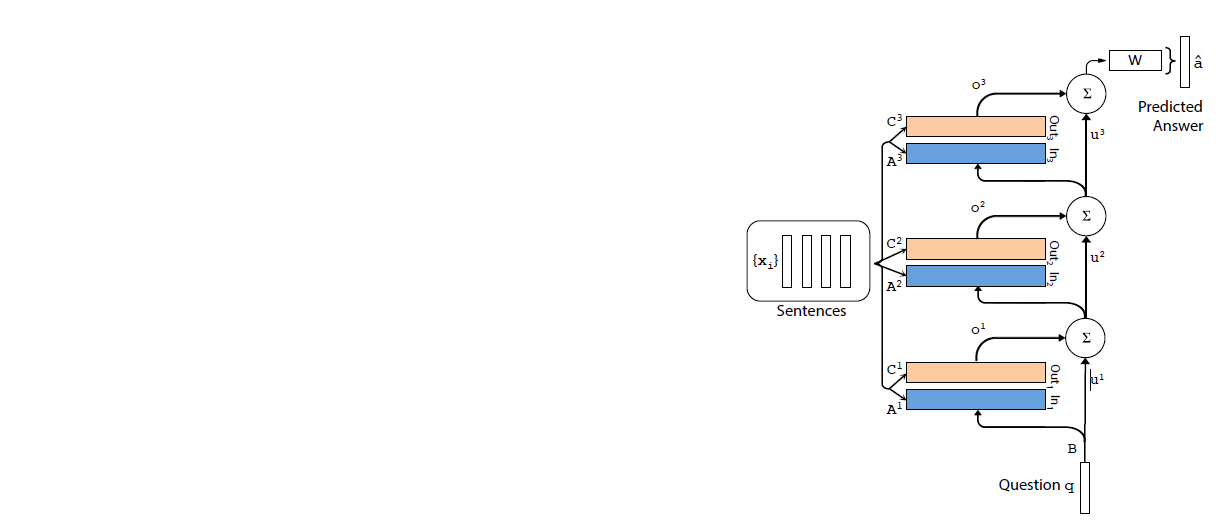 W
â
Predicted
Answer
o³
Σ
C³
Out₃
u³
A³
In₃
o²
Σ
C²
Out₂
u²
{xᵢ}
A²
In₂
Sentences
o¹
Σ
C¹
Out₁
u¹
A¹
In₁
B
Question q